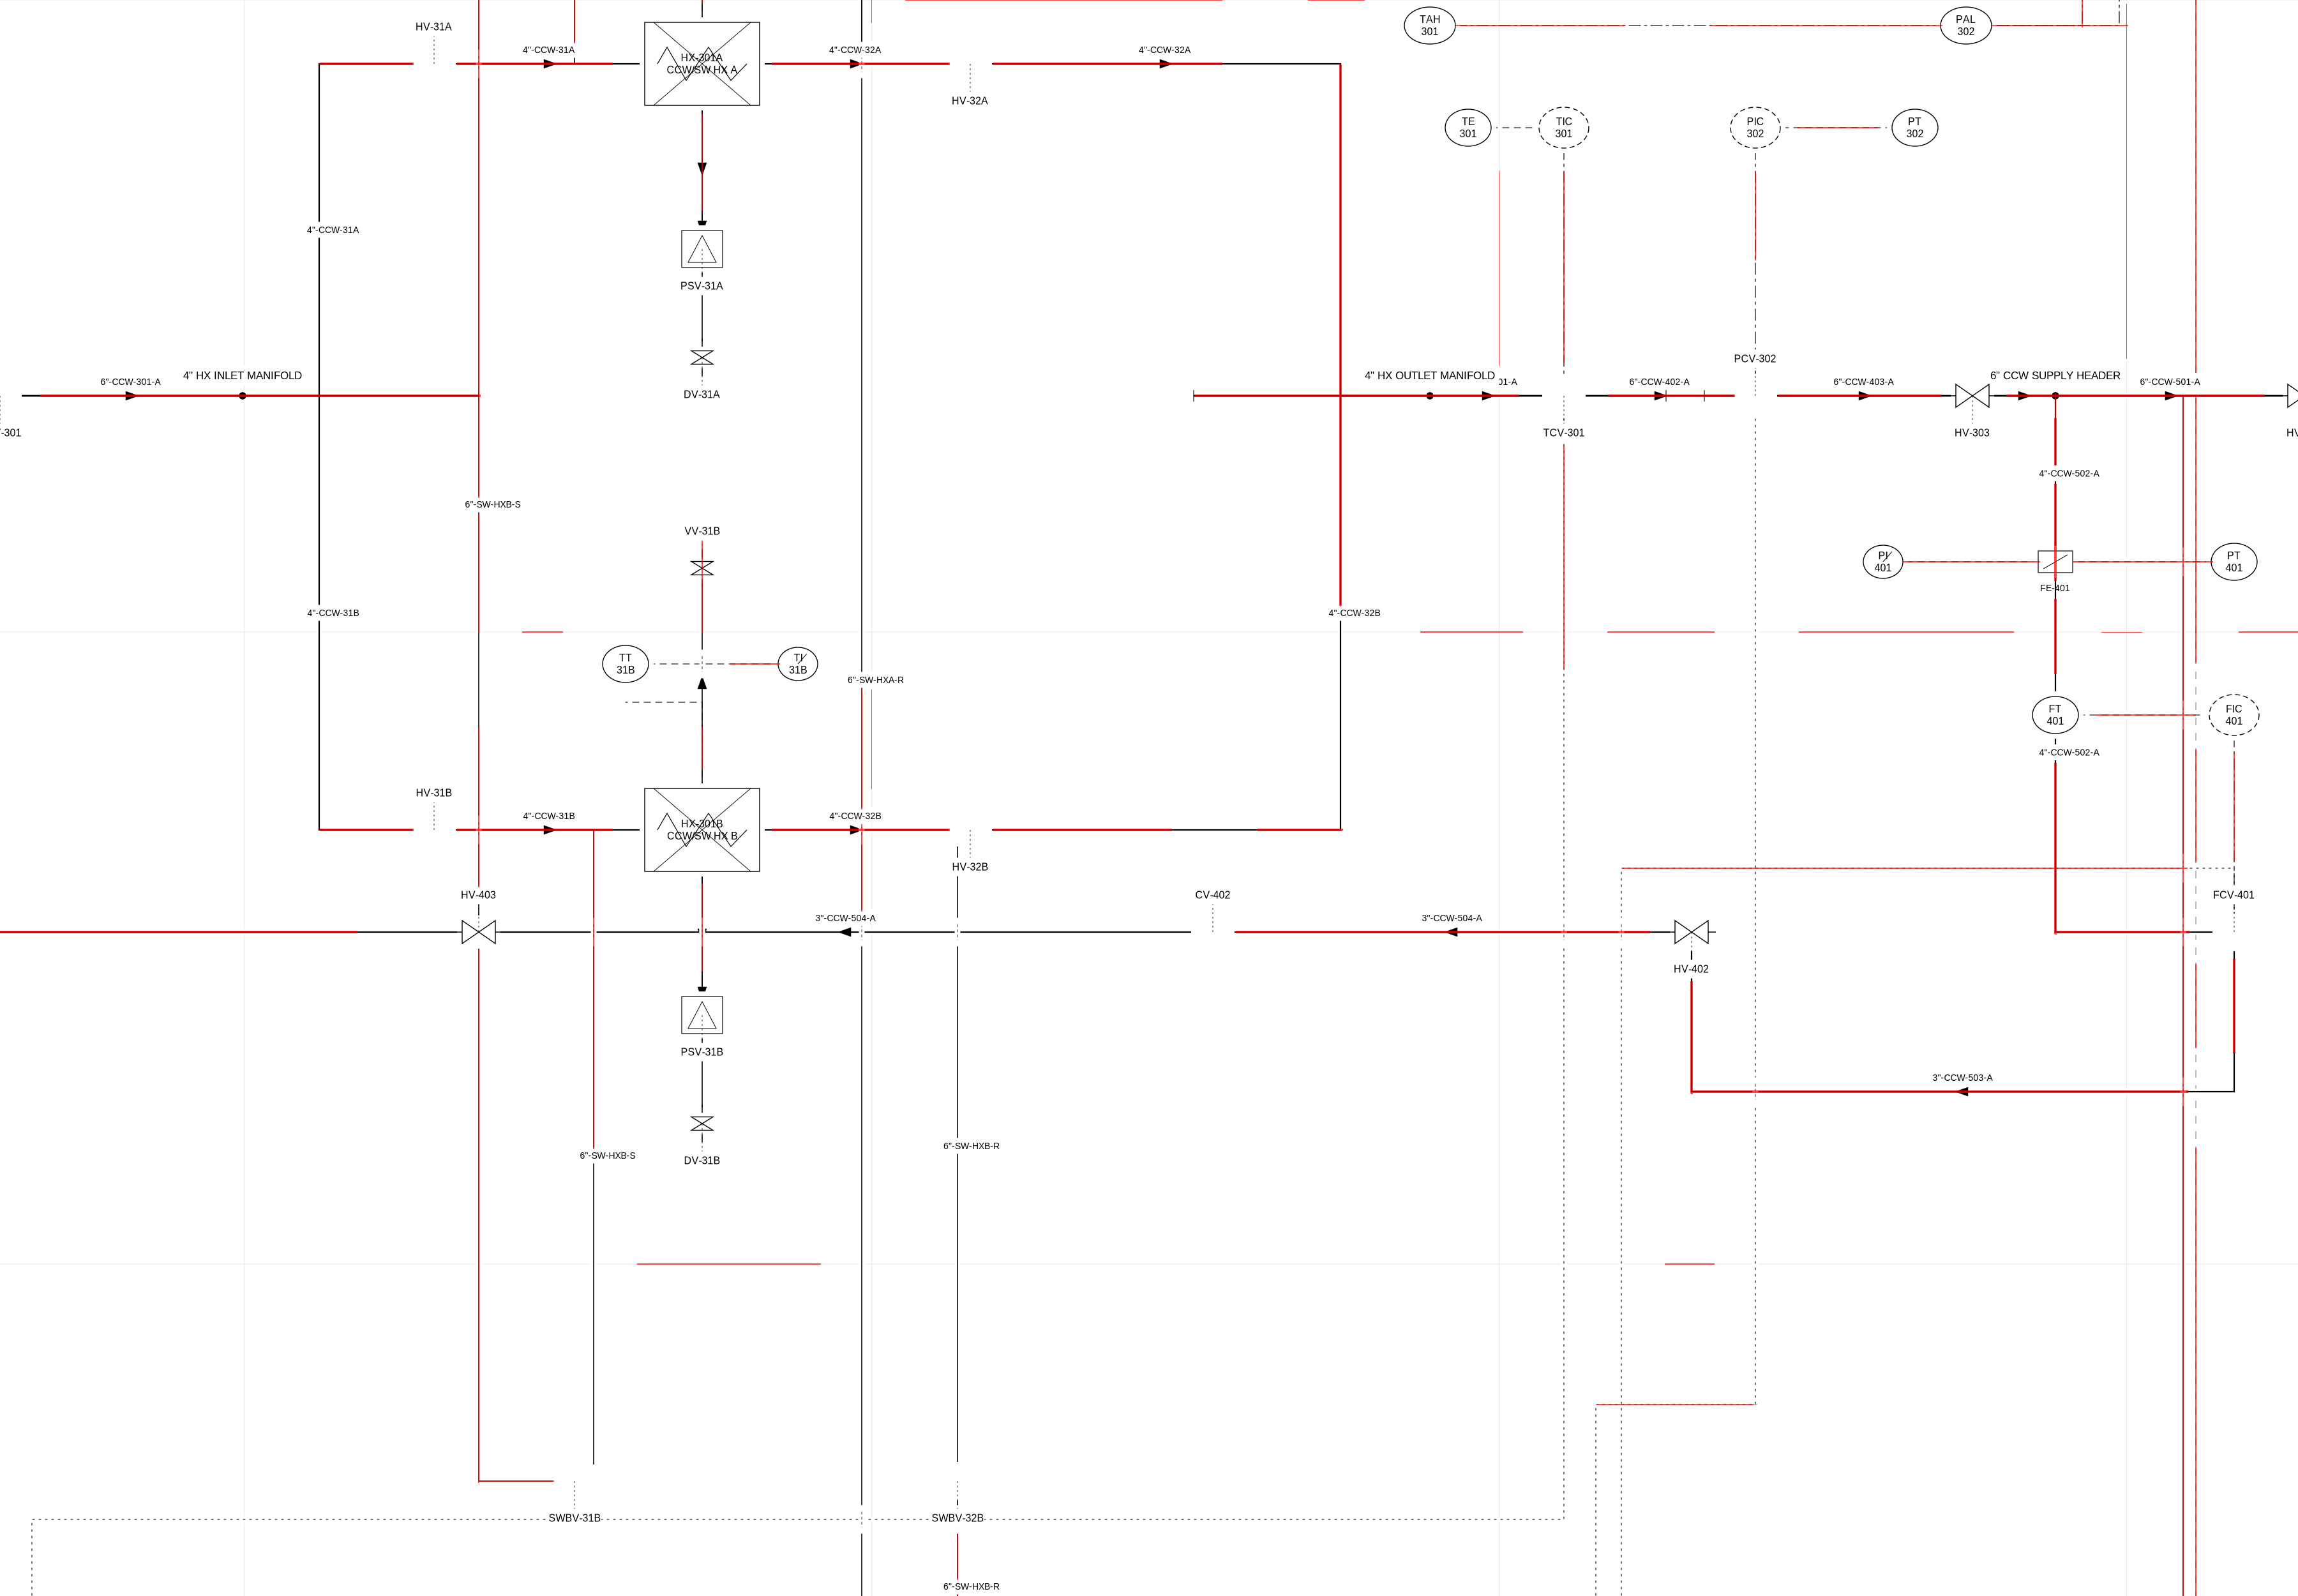 TAH
301
PAL
302
HV-31A
4"-CCW-31A
4"-CCW-32A
4"-CCW-32A
HX-301A
CCW/SW HX A
HV-32A
TE
301
TIC
301
PIC
302
PT
302
4"-CCW-31A
PSV-31A
PCV-302
6"-CCW-301-A
4" HX INLET MANIFOLD
DV-31A
4" HX OUTLET MANIFOLD
01-A
6"-CCW-402-A
6"-CCW-403-A
6" CCW SUPPLY HEADER
6"-CCW-501-A
-301
TCV-301
HV-303
HV
4"-CCW-502-A
6"-SW-HXB-S
VV-31B
PI
401
PT
401
FE-401
4"-CCW-31B
4"-CCW-32B
TT
31B
TI
31B
6"-SW-HXA-R
FT
401
FIC
401
4"-CCW-502-A
HV-31B
4"-CCW-31B
4"-CCW-32B
HX-301B
CCW/SW HX B
HV-32B
HV-403
CV-402
FCV-401
3"-CCW-504-A
3"-CCW-504-A
HV-402
PSV-31B
3"-CCW-503-A
6"-SW-HXB-S
DV-31B
6"-SW-HXB-R
SWBV-31B
SWBV-32B
6"-SW-HXB-R